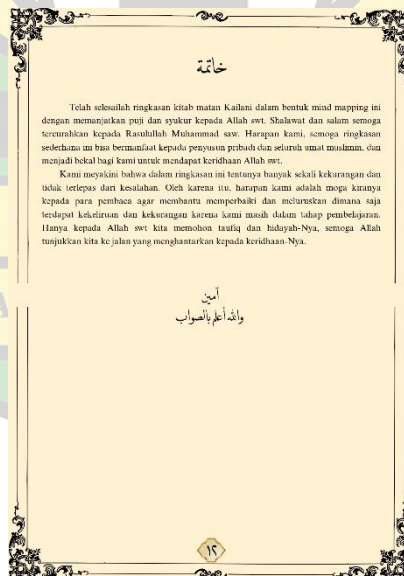 خاتمة
Telah selesailah ringkasan kitab matan Kailani dalam bentuk mind mapping ini
dengan memanjatkan puji dan syukur kepada Allah swt. Shalawat dan salam semoga
tercurahkan kepada Rasulullah Muhammad saw. Harapan kami, semoga ringkasan
sederhana ini bisa bermanfaat kepada penyusun pribadi dan seluruh umat muslimin, dan
menjadi bekal bagi kami untuk mendapat keridhaan Allah swt.
Kami meyakini bahwa dalam ringkasan ini tentunya banyak sekali kekurangan dan
tidak terlepas dari kesalahan. Oleh karena itu, harapan kami adalah moga kiranya
kepada para pembaca agar membantu memperbaiki dan meluruskan dimana saja
terdapat kekeliruan dan kekurangan karena kami masih dalam tahap pembelajaran.
Hanya kepada Allah swt kita memohon taufiq dan hidayah-Nya, semoga Allah
tunjukkan kita ke jalan yang menghantarkan kepada keridhaan-Nya.
آمين
والله أعلم بالصواب
١٢